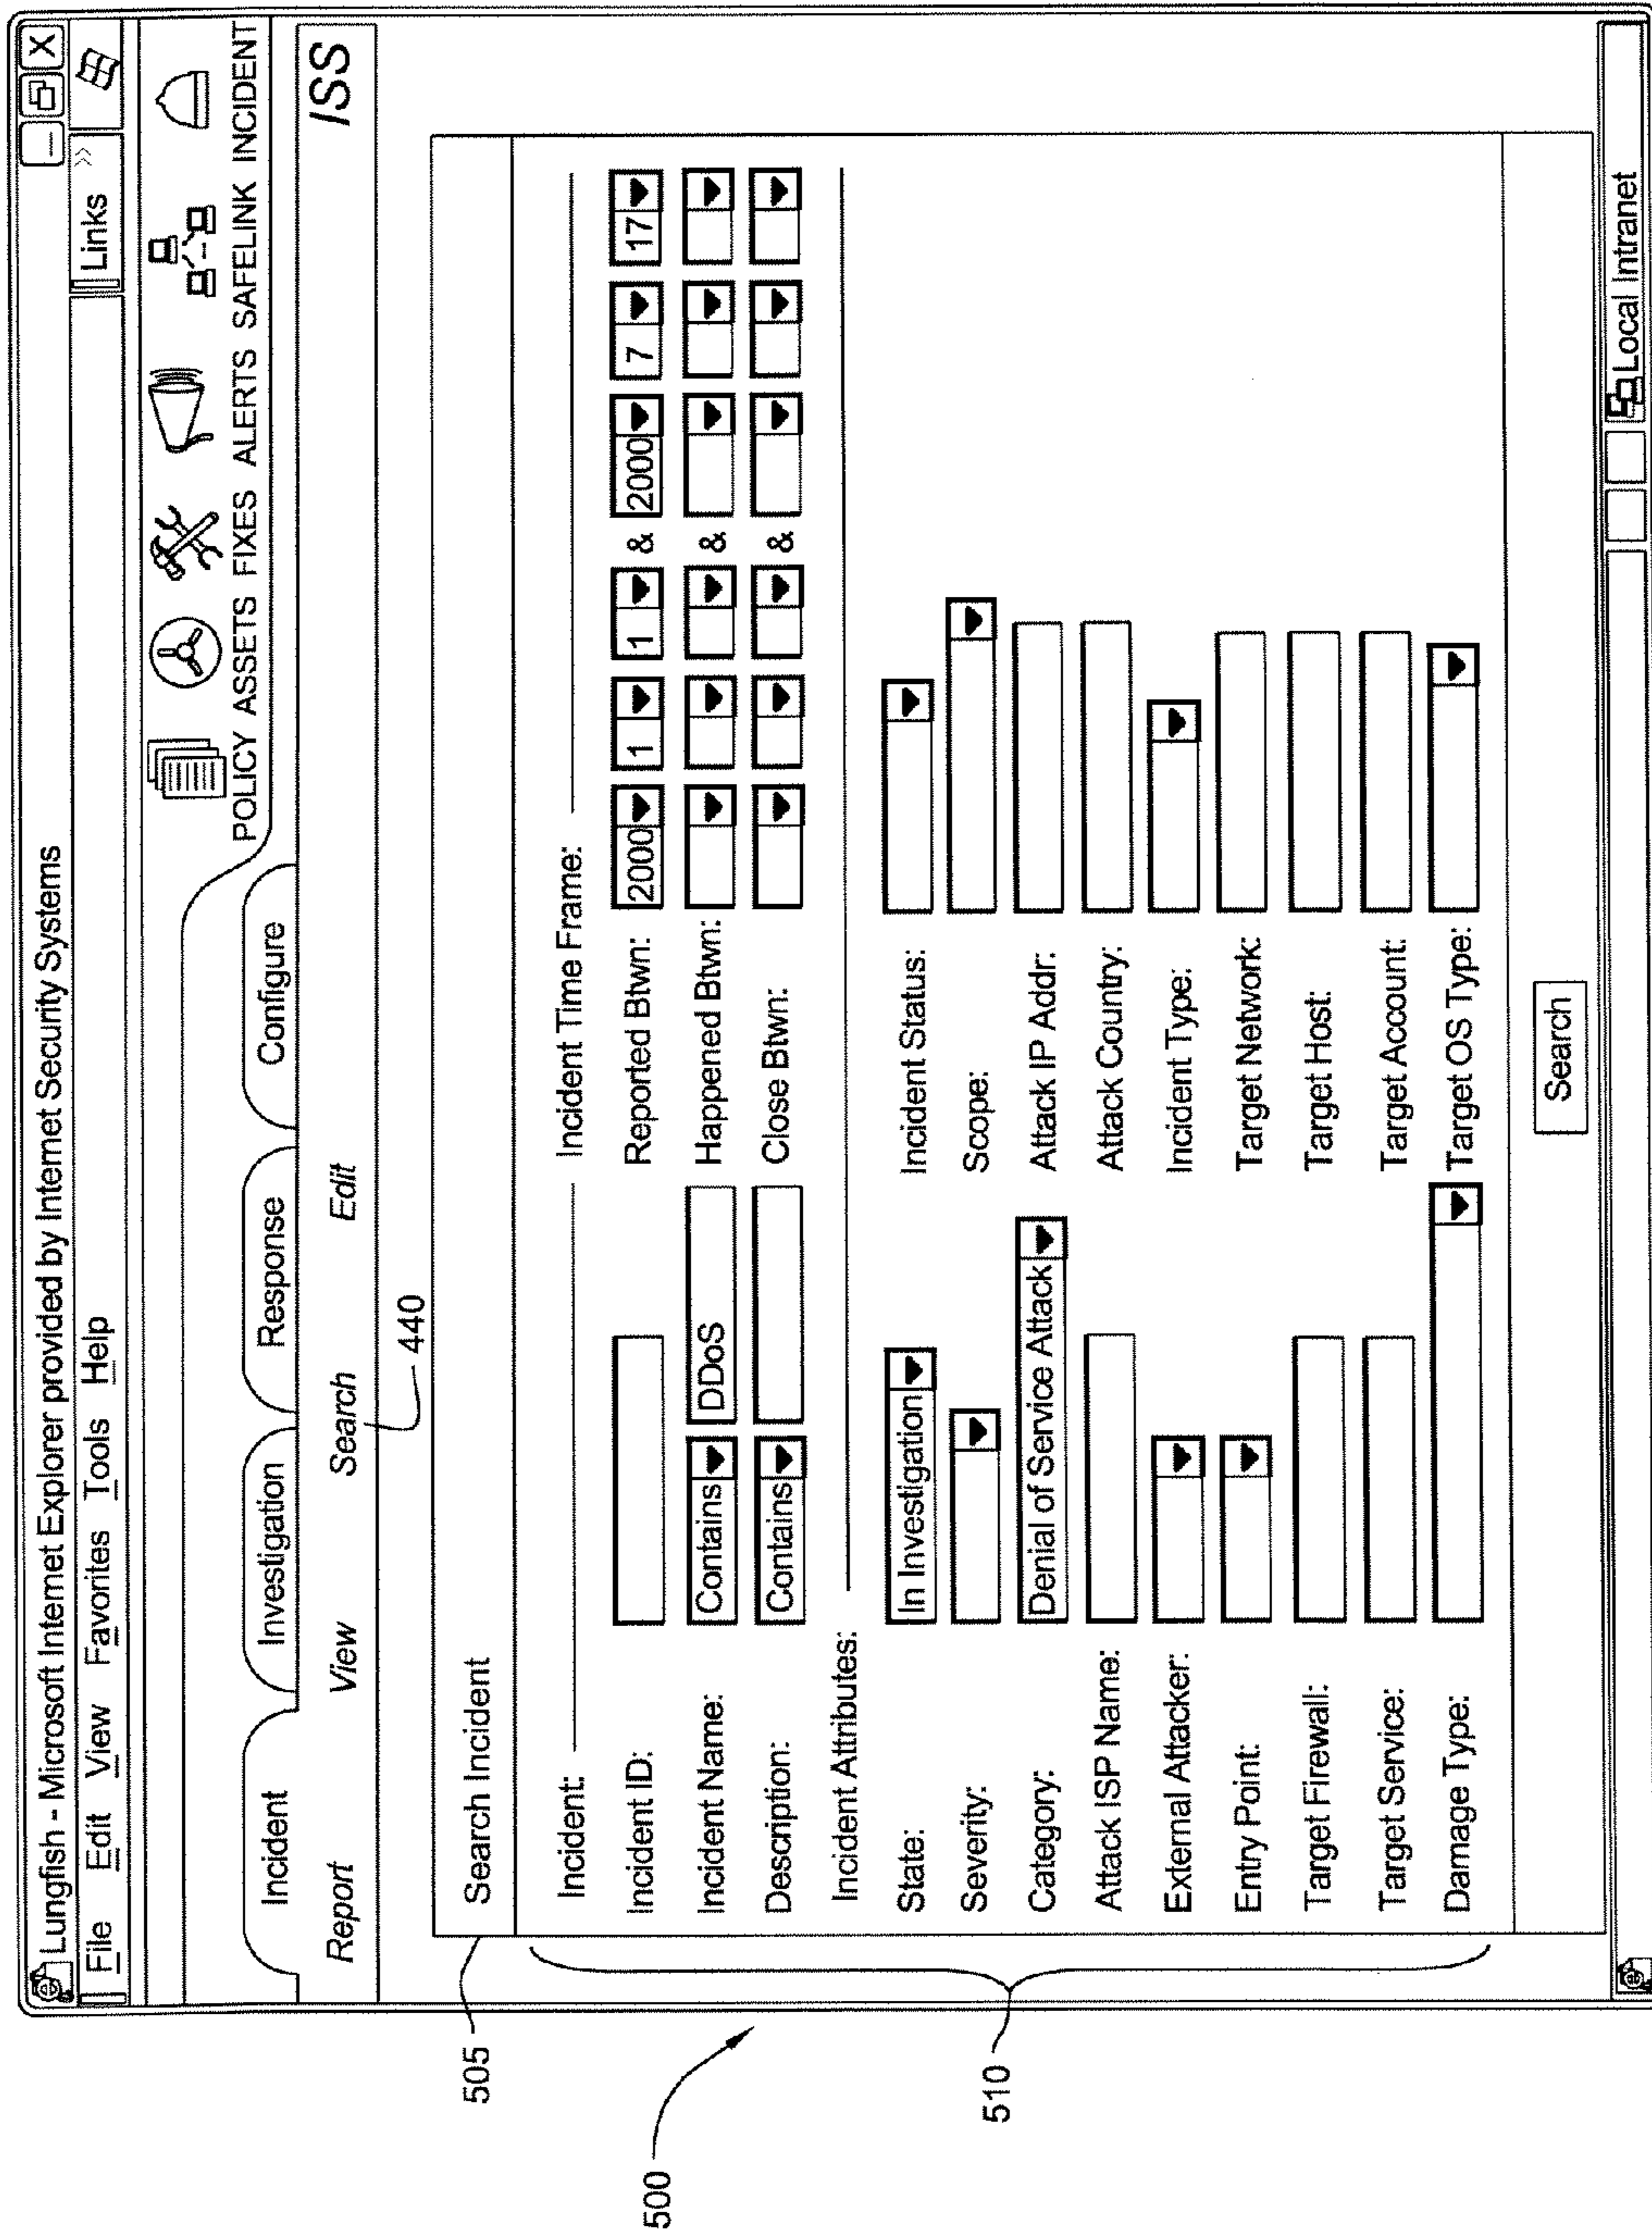 Lungfish - Microsoft Internet Explorer provided by Internet Security Systems
_ X
File Edit View Favorites Tools Help
Links >>
POLICY ASSETS FIXES ALERTS SAFELINK INCIDENT
Incident Investigation Response Configure
Report View Search Edit ISS
440
505
Search Incident
500
510
Incident: Incident Time Frame:
Incident ID: Reported Btwn: 2000 1 1 & 2000 7 17
Incident Name: Contains DDoS Happened Btwn: &
Description: Contains Close Btwn: &
Incident Attributes:
State: In Investigation Incident Status:
Severity: Scope:
Category: Denial of Service Attack Attack IP Addr:
Attack ISP Name: Attack Country:
External Attacker: Incident Type:
Entry Point: Target Network:
Target Firewall: Target Host:
Target Service: Target Account:
Damage Type: Target OS Type:
Search
Local Intranet